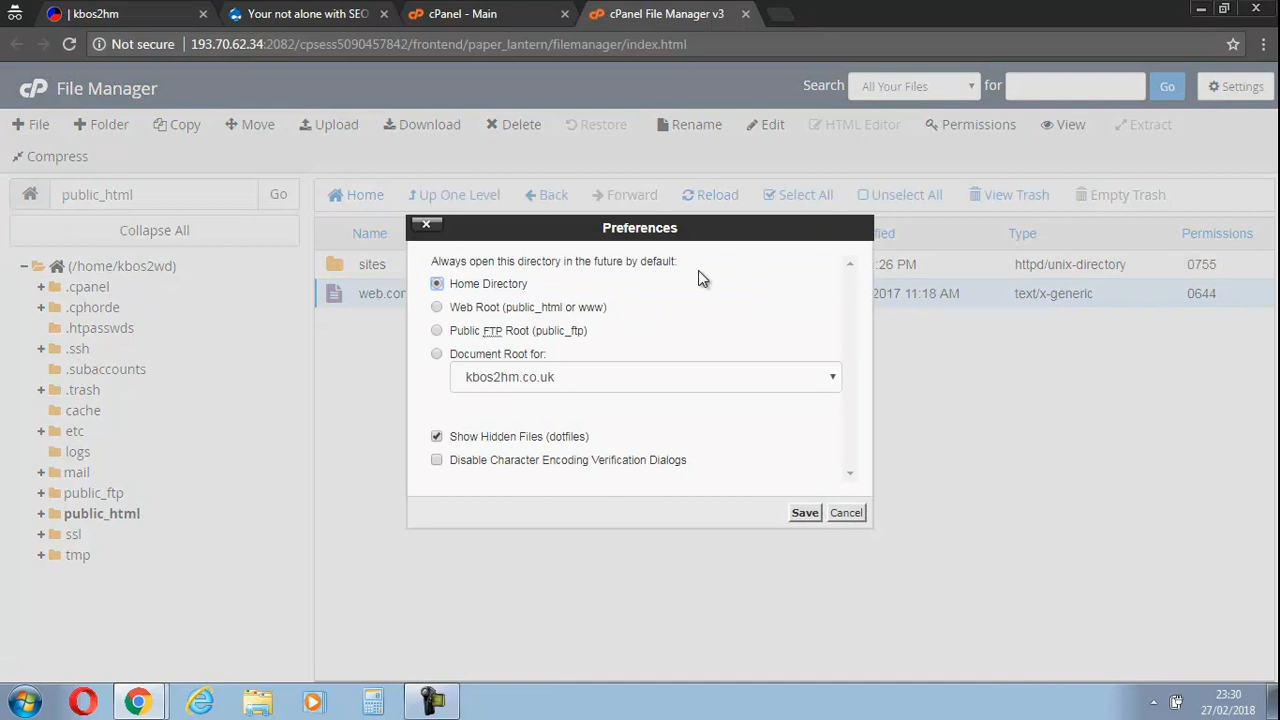 | kbos2hm
Your not alone with SEO
cPanel - Main
cPanel File Manager v3
Not secure 193.70.62.34:2082/cpsess5090457842/frontend/paper_lantern/filemanager/index.html
cP File Manager
Search All Your Files for Go Settings
File Folder Copy Move Upload Download Delete Restore Rename Edit HTML Editor Permissions View Extract
Compress
public_html Go
Home Up One Level Back Forward Reload Select All Unselect All View Trash Empty Trash
Collapse All
Name Type Permissions
(/home/kbos2wd)
.cpanel
.cphorde
.htpasswds
.ssh
.subaccounts
.trash
cache
etc
logs
mail
public_ftp
public_html
ssl
tmp
sites :26 PM httpd/unix-directory 0755
web.con 2017 11:18 AM text/x-generic 0644
Preferences
Always open this directory in the future by default:
Home Directory
Web Root (public_html or www)
Public FTP Root (public_ftp)
Document Root for:
kbos2hm.co.uk
Show Hidden Files (dotfiles)
Disable Character Encoding Verification Dialogs
Save Cancel
23:30
27/02/2018